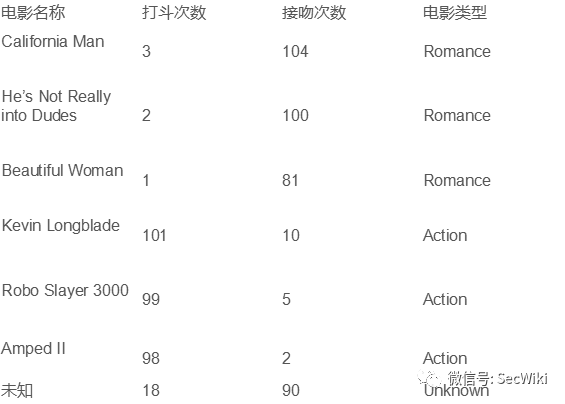 电影名称 打斗次数 接吻次数 电影类型
California Man 3 104 Romance
He's Not Really
into Dudes 2 100 Romance
Beautiful Woman 1 81 Romance
Kevin Longblade 101 10 Action
Robo Slayer 3000 99 5 Action
Amped II 98 2 Action
未知 18 90 Unknown
微信号: SecWiki